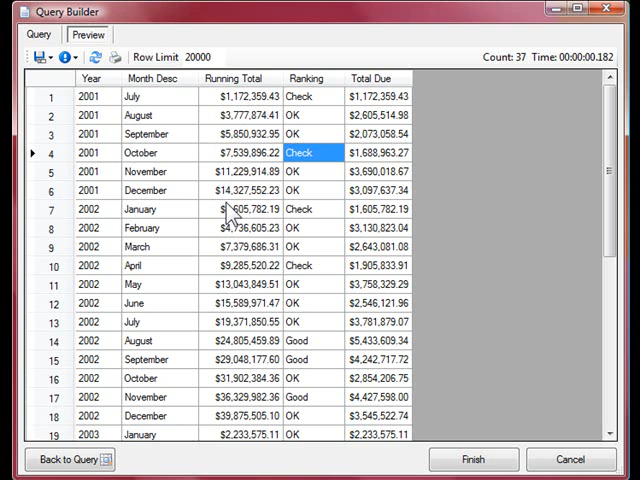 Query Builder
Query Preview
Row Limit 20000 Count: 37 Time: 00:00:00.182
Year Month Desc Running Total Ranking Total Due
1 2001 July $1,172,359.43 Check $1,172,359.43
2 2001 August $3,777,874.41 OK $2,605,514.98
3 2001 September $5,850,932.95 OK $2,073,058.54
4 2001 October $7,539,896.22 Check $1,688,963.27
5 2001 November $11,229,914.89 OK $3,690,018.67
6 2001 December $14,327,552.23 OK $3,097,637.34
7 2002 January Check $1,605,782.19
8 2002 February $4,736,605.23 OK $3,130,823.04
9 2002 March $7,379,686.31 OK $2,643,081.08
10 2002 April $9,285,520.22 Check $1,905,833.91
11 2002 May $13,043,849.51 OK $3,758,329.29
12 2002 June $15,589,971.47 OK $2,546,121.96
13 2002 July $19,371,850.55 OK $3,781,879.07
14 2002 August $24,805,459.89 Good $5,433,609.34
15 2002 September $29,048,177.60 Good $4,242,717.72
16 2002 October $31,902,384.36 OK $2,854,206.75
17 2002 November $36,329,982.36 Good $4,427,598.00
18 2002 December $39,875,505.10 OK $3,545,522.74
19 2003 January $2,233,575.11 OK $2,233,575.11
Back to Query Finish Cancel